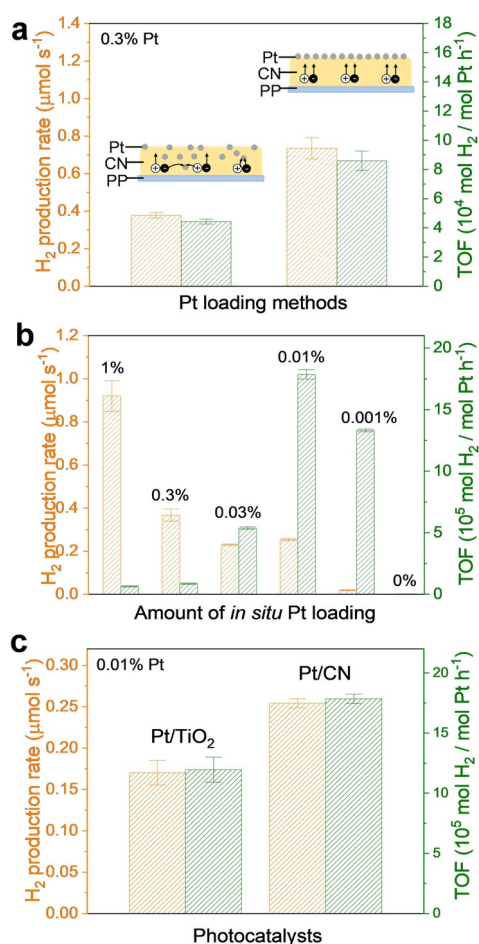 a
0.3% Pt
H₂ production rate (μmol s⁻¹)
1.4
1.2
1.0
0.8
0.6
0.4
0.2
0.0
Pt
CN
PP
Pt
CN
PP
18
16
14
12
10
8
6
4
2
0
TOF (10⁴ mol H₂ / mol Pt h⁻¹)
Pt loading methods
b
H₂ production rate (μmol s⁻¹)
1.2
1.0
0.8
0.6
0.4
0.2
0.0
1%
0.3%
0.03%
0.01%
0.001%
0%
20
15
10
5
0
TOF (10⁵ mol H₂ / mol Pt h⁻¹)
Amount of in situ Pt loading
c
0.01% Pt
H₂ production rate (μmol s⁻¹)
0.30
0.25
0.20
0.15
0.10
0.05
0.00
Pt/TiO₂
Pt/CN
20
15
10
5
0
TOF (10⁵ mol H₂ / mol Pt h⁻¹)
Photocatalysts